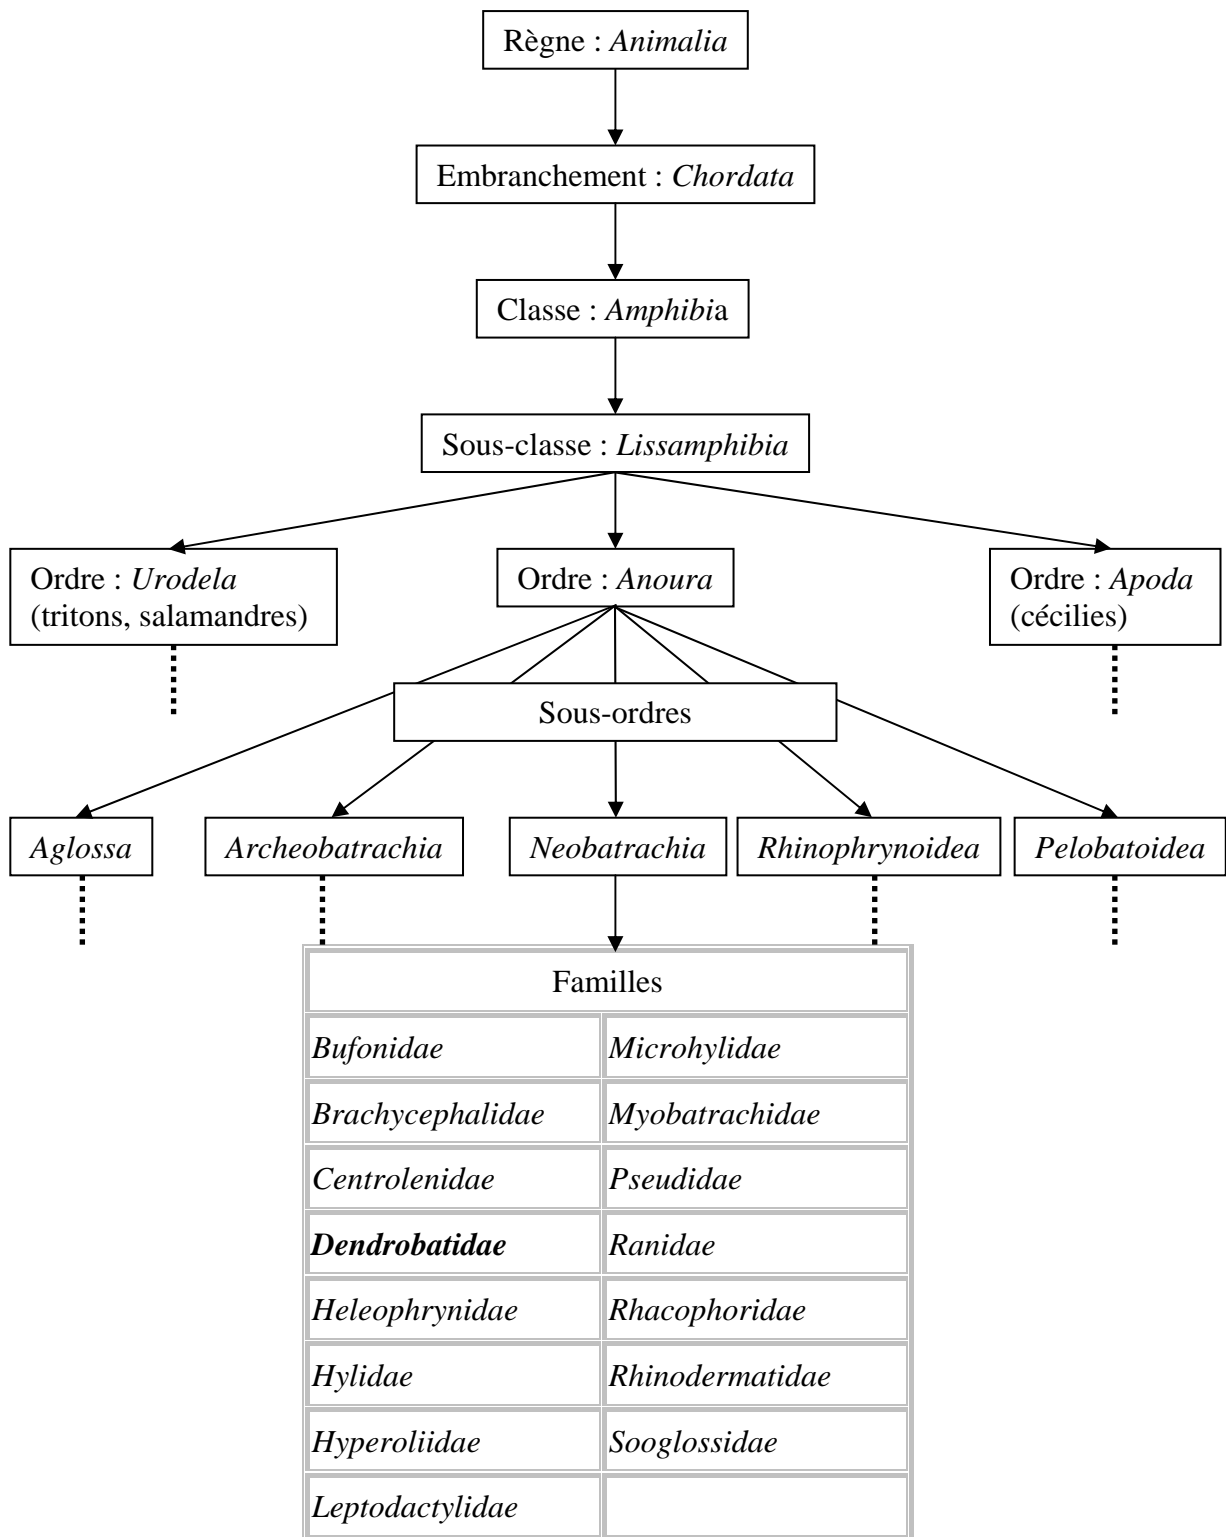 Règne : Animalia
Embranchement : Chordata
Classe : Amphibia
Sous-classe : Lissamphibia
Ordre : Urodela
(tritons, salamandres)
Ordre : Anoura
Ordre : Apoda
(cécilies)
Sous-ordres
Aglossa
Archeobatrachia
Neobatrachia
Rhinophrynoidea
Pelobatoidea
Familles
Bufonidae
Microhylidae
Brachycephalidae
Myobatrachidae
Centrolenidae
Pseudidae
Dendrobatidae
Ranidae
Heleophrynidae
Rhacophoridae
Hylidae
Rhinodermatidae
Hyperoliidae
Sooglossidae
Leptodactylidae